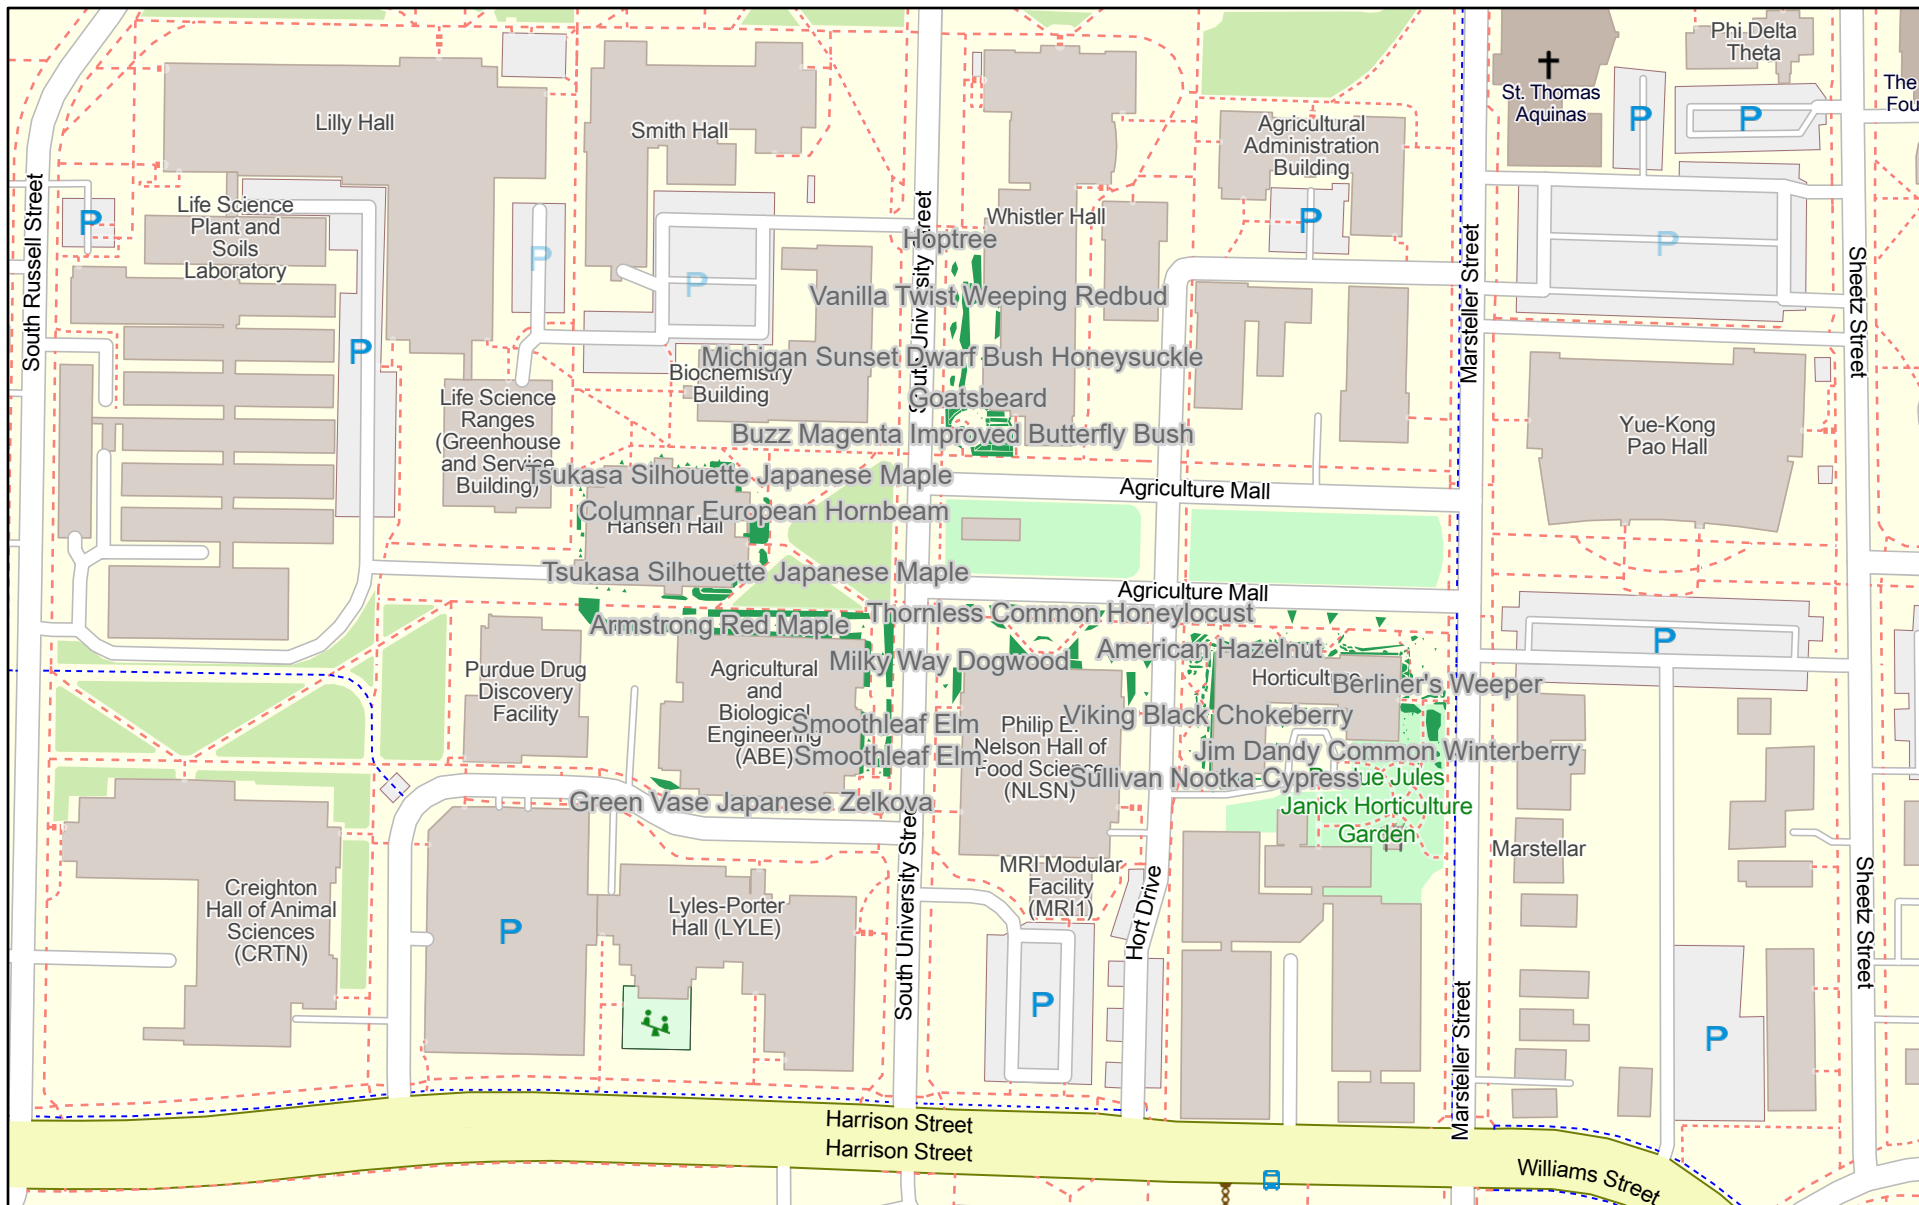 Phi Delta
Theta
St. Thomas
Aquinas
The
Fou
P
P
Lilly Hall
Smith Hall
Agricultural
Administration
Building
P
Life Science
Plant and
Soils
Laboratory
P
Whistler Hall
P
P
P
Hoptree
South Russell Street
South University Street
Marsteller Street
Sheetz Street
Vanilla Twist Weeping Redbud
P
Michigan Sunset Dwarf Bush Honeysuckle
Biochemistry
Building
Life Science
Ranges
(Greenhouse
and Service
Building)
Goatsbeard
Buzz Magenta Improved Butterfly Bush
Yue-Kong
Pao Hall
Tsukasa Silhouette Japanese Maple
Agriculture Mall
Columnar European Hornbeam
Hansen Hall
Tsukasa Silhouette Japanese Maple
Agriculture Mall
Thornless Common Honeylocust
Armstrong Red Maple
P
American Hazelnut
Milky Way Dogwood
Purdue Drug
Discovery
Facility
Agricultural
and
Biological
Engineering
(ABE)
Horticulture
Berliner's Weeper
Viking Black Chokeberry
Smoothleaf Elm
Philip E.
Nelson Hall of
Food Science
(NLSN)
Smoothleaf Elm
Jim Dandy Common Winterberry
Sullivan Nootka-Cypress
Purdue Jules
Janick Horticulture
Garden
Green Vase Japanese Zelkova
Marstellar
MRI Modular
Facility
(MRI1)
Creighton
Hall of Animal
Sciences
(CRTN)
P
Lyles-Porter
Hall (LYLE)
South University Street
Hort Drive
Sheetz Street
P
Marsteller Street
P
Harrison Street
Harrison Street
Williams Street